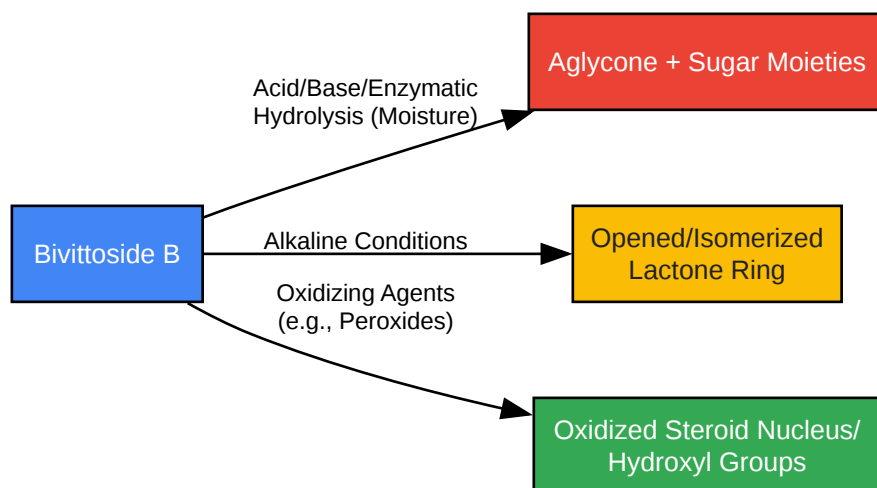 Aglycone + Sugar Moieties
Acid/Base/Enzymatic
Hydrolysis (Moisture)
Bivittoside B
Alkaline Conditions
Opened/Isomerized
Lactone Ring
Oxidizing Agents
(e.g., Peroxides)
Oxidized Steroid Nucleus/
Hydroxyl Groups